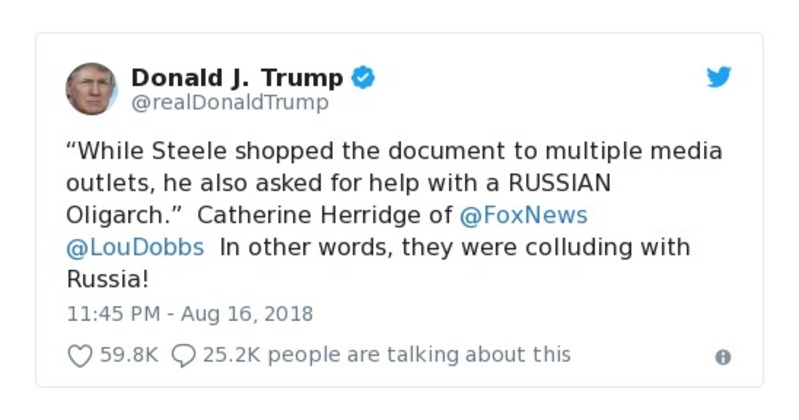 Donald J. Trump
@realDonaldTrump
“While Steele shopped the document to multiple media
outlets, he also asked for help with a RUSSIAN
Oligarch.”  Catherine Herridge of @FoxNews
@LouDobbs  In other words, they were colluding with
Russia!
11:45 PM - Aug 16, 2018
59.8K 25.2K people are talking about this